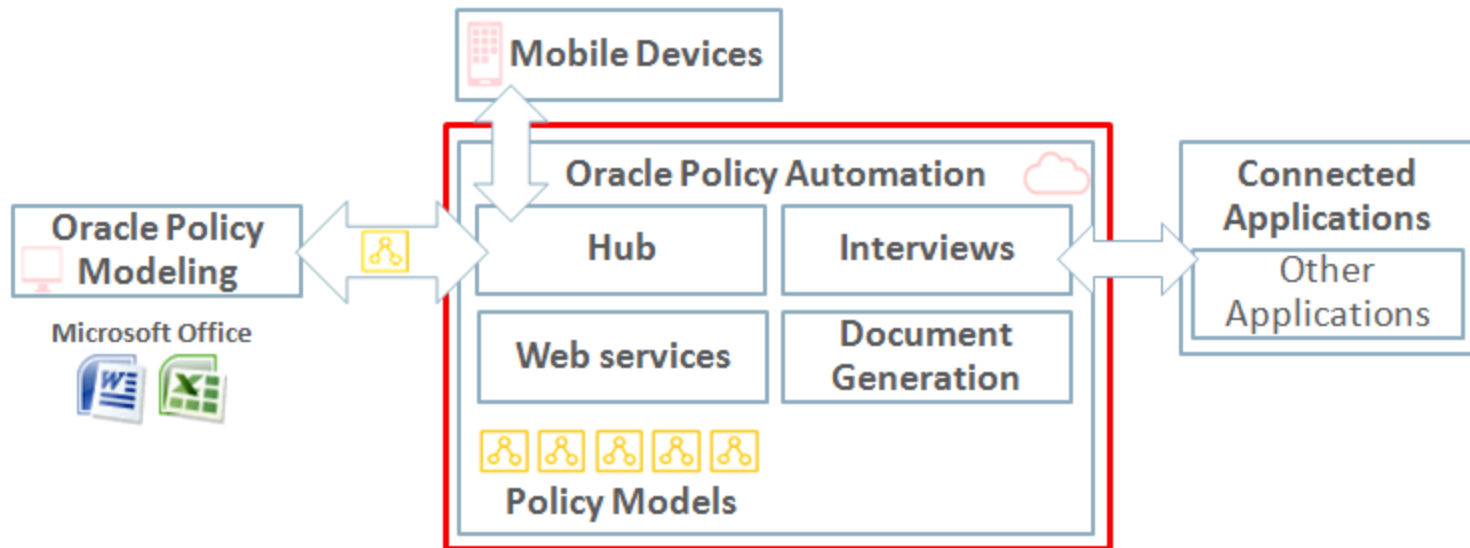 Mobile Devices
Oracle Policy Automation
Connected
Applications
Oracle Policy
Modeling
Hub
Interviews
Other
Applications
Microsoft Office
W
X
Web services
Document
Generation
Policy Models